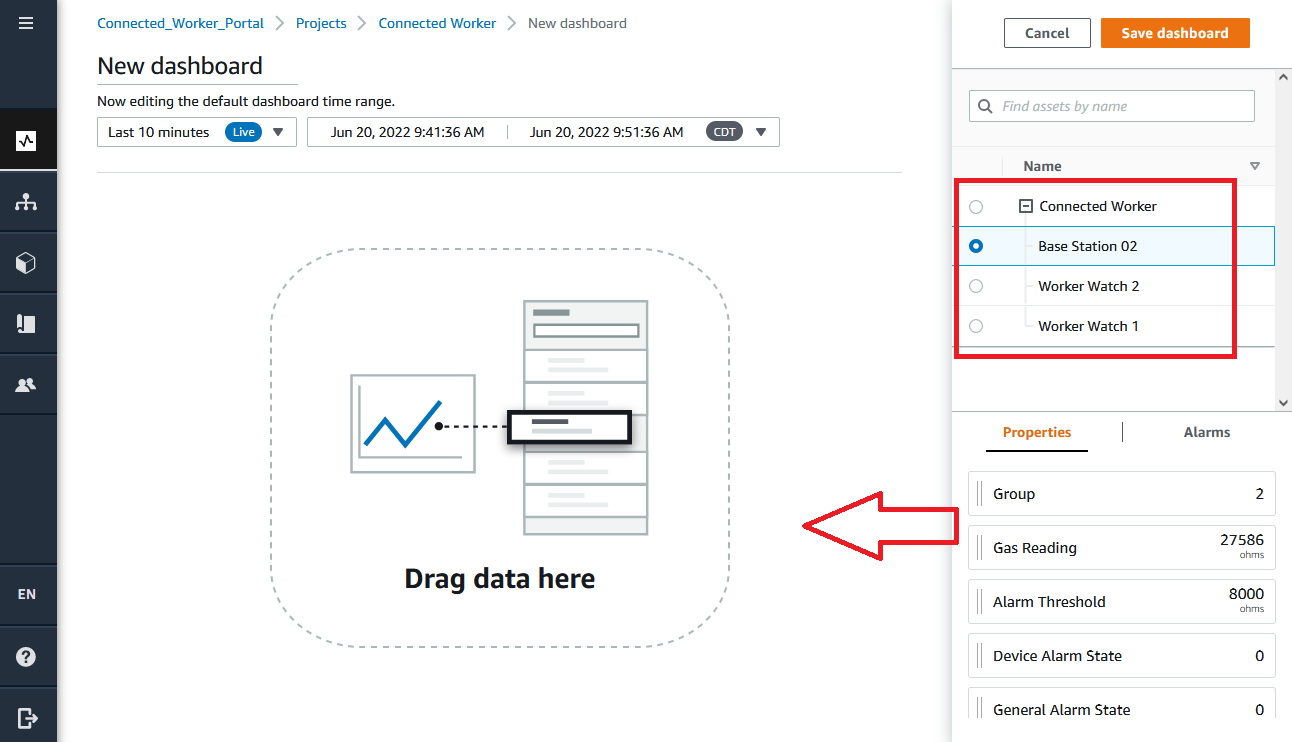 Connected_Worker_Portal > Projects > Connected Worker > New dashboard
New dashboard
Now editing the default dashboard time range.
Last 10 minutes Live Jun 20, 2022 9:41:36 AM Jun 20, 2022 9:51:36 AM CDT
Drag data here
EN
Cancel Save dashboard
Find assets by name
Name
Connected Worker
Base Station 02
Worker Watch 2
Worker Watch 1
Properties Alarms
Group 2
Gas Reading 27586
ohms
Alarm Threshold 8000
ohms
Device Alarm State 0
General Alarm State 0